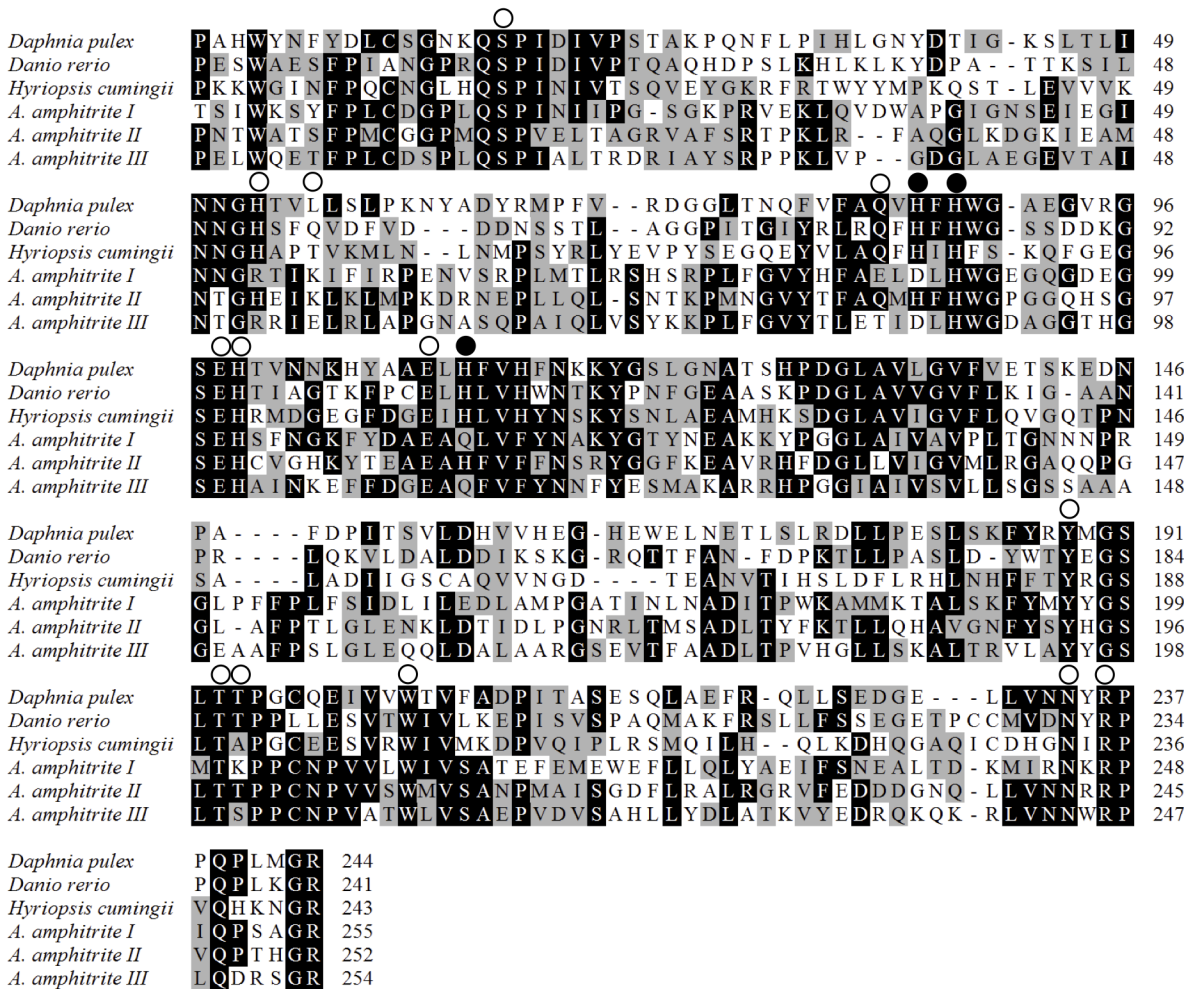 Daphnia pulex PAHWYNFYDLCSGNKQSPIDIVPSTAKPQNFLPIHLGNYDTIG-KSLTLI 49
Danio rerio PESWAESFPIANGPRQSPIDIVPTQAQHDPSLKHLKLKYDPA--TTKSIL 48
Hyriopsis cumingii PKKWGINFPQCNGLHQSPINIVTSQVEYGKRFRTWYYMPKQST-LEVVVK 49
A. amphitrite I TSIWKSYFPLCDGPLQSPINIIPG-SGKPRVEKLQVDWAPGIGNSEIEGI 49
A. amphitrite II PNTWATSFPMCGGPMQSPVELTAGRVAFSRTPKLR--FAQGLKDGKIEAM 48
A. amphitrite III PELWQETFPLCDSPLQSPIALTRDRIAYSRPPKLVP--GDGLAEGEVTAI 48
Daphnia pulex NNGHTVLLSLPKNYADYRMPFV--RDGGLTNQFVFAQVHFHWG-AEGVRG 96
Danio rerio NNGHSFQVDFVD---DDNSSTL--AGGPITGIYRLRQFHFHWGSSDDKG 92
Hyriopsis cumingii NNGHAPTVKMLN--LNMPSYRLYEVPYSEGQEYVLAQFHIHFS-KQFGEG 96
A. amphitrite I NNGRTIKIFIRPENVSRPLMTLRSHSRPLFGVYHFAELDLHWGEGQGDEG 99
A. amphitrite II NTGHEIKLKLMPKDRNEPLLQL-SNTKPMNGVYTFAQMHFHWGPGGQHSG 97
A. amphitrite III NTGRRIELRLAPGNASQPAIQLVSYKKPLFGVYTLETIDLHWGDAGGTHG 98
Daphnia pulex SEHTVNNKHYAAELHFVHFNKKYGSLGNATSHPDGLAVLGVFVETSKEDN 146
Danio rerio SEHTIAGTKFPCELHLVHWNTKYPNFGEAASKPDGLAVVGVFLKIG-AAN 141
Hyriopsis cumingii SEHRMDGEGFDGEIHLVHYNSKYSNLAEAMHKSDGLAVIGVFLQVGQTPN 146
A. amphitrite I SEHSFNGKFYDAEAQLVFYNAKYGTYNEAKKYPGGLAIVAVPLTGNNNPR 149
A. amphitrite II SEHCVGHKYTEAEAHFVFFNSRYGGFKEAVRHFDGLLVIGVMLRGAQQPG 147
A. amphitrite III SEHAINKEFFDGEAQFVFYNNFYESMAKARRHPGGIAIVSVLLSGSSAAA 148
Daphnia pulex PA----FDPITSVLDHVVHEG-HEWELNETLSLRDLLPESLSKFYRYMGS 191
Danio rerio PR----LQKVLDALDDIKSKG-RQTTFAN-FDPKTLLPASLD-YWTYEGS 184
Hyriopsis cumingii SA----LADIIGSCAQVVNGD----TEANVTIHSLDFLRHLNHFFTYRGS 188
A. amphitrite I GLPFFPLFSIDLILEDLAMPGATINLNADITPWKAMMKTALSKFYMYYGS 199
A. amphitrite II GL-AFPTLGLENKLDTIDLPGNRLTMSADLTYFKTLLQHAVGNFYSYHGS 196
A. amphitrite III GEAAFPSLGLEQQLDALAARGSEVTFAADLTPVHGLLSKALTRVLAYYGS 198
Daphnia pulex LTTPGCQEIVVWTVFADPITASESQLAEFR-QLLSEDGE---LLVNNYRP 237
Danio rerio LTTPPLLESVTWIVLKEPISVSPAQMAKFRSLLFSSEGETPCCMVDNYRP 234
Hyriopsis cumingii LTAPGCEESVRWIVMKDPVQIPLRSMQILH--QLKDHQGAQICDHGNIRP 236
A. amphitrite I MTKPPCNPVVLWIVSATEFEMEWEFLLQLYAEIFSNEALTD-KMIRNKRP 248
A. amphitrite II LTTPPCNPVVSWMVSANPMAISGDFLRALRGRVFEDDDGNQ-LLVNNRRP 245
A. amphitrite III LTSPPCNPVATWLVSAEPVDVSAHLLYDLATKVYEDRQKQK-RLVNNWRP 247
Daphnia pulex PQPLMGR 244
Danio rerio PQPLKGR 241
Hyriopsis cumingii VQHKNGR 243
A. amphitrite I IQPSAGR 255
A. amphitrite II VQPTHGR 252
A. amphitrite III LQDRSGR 254